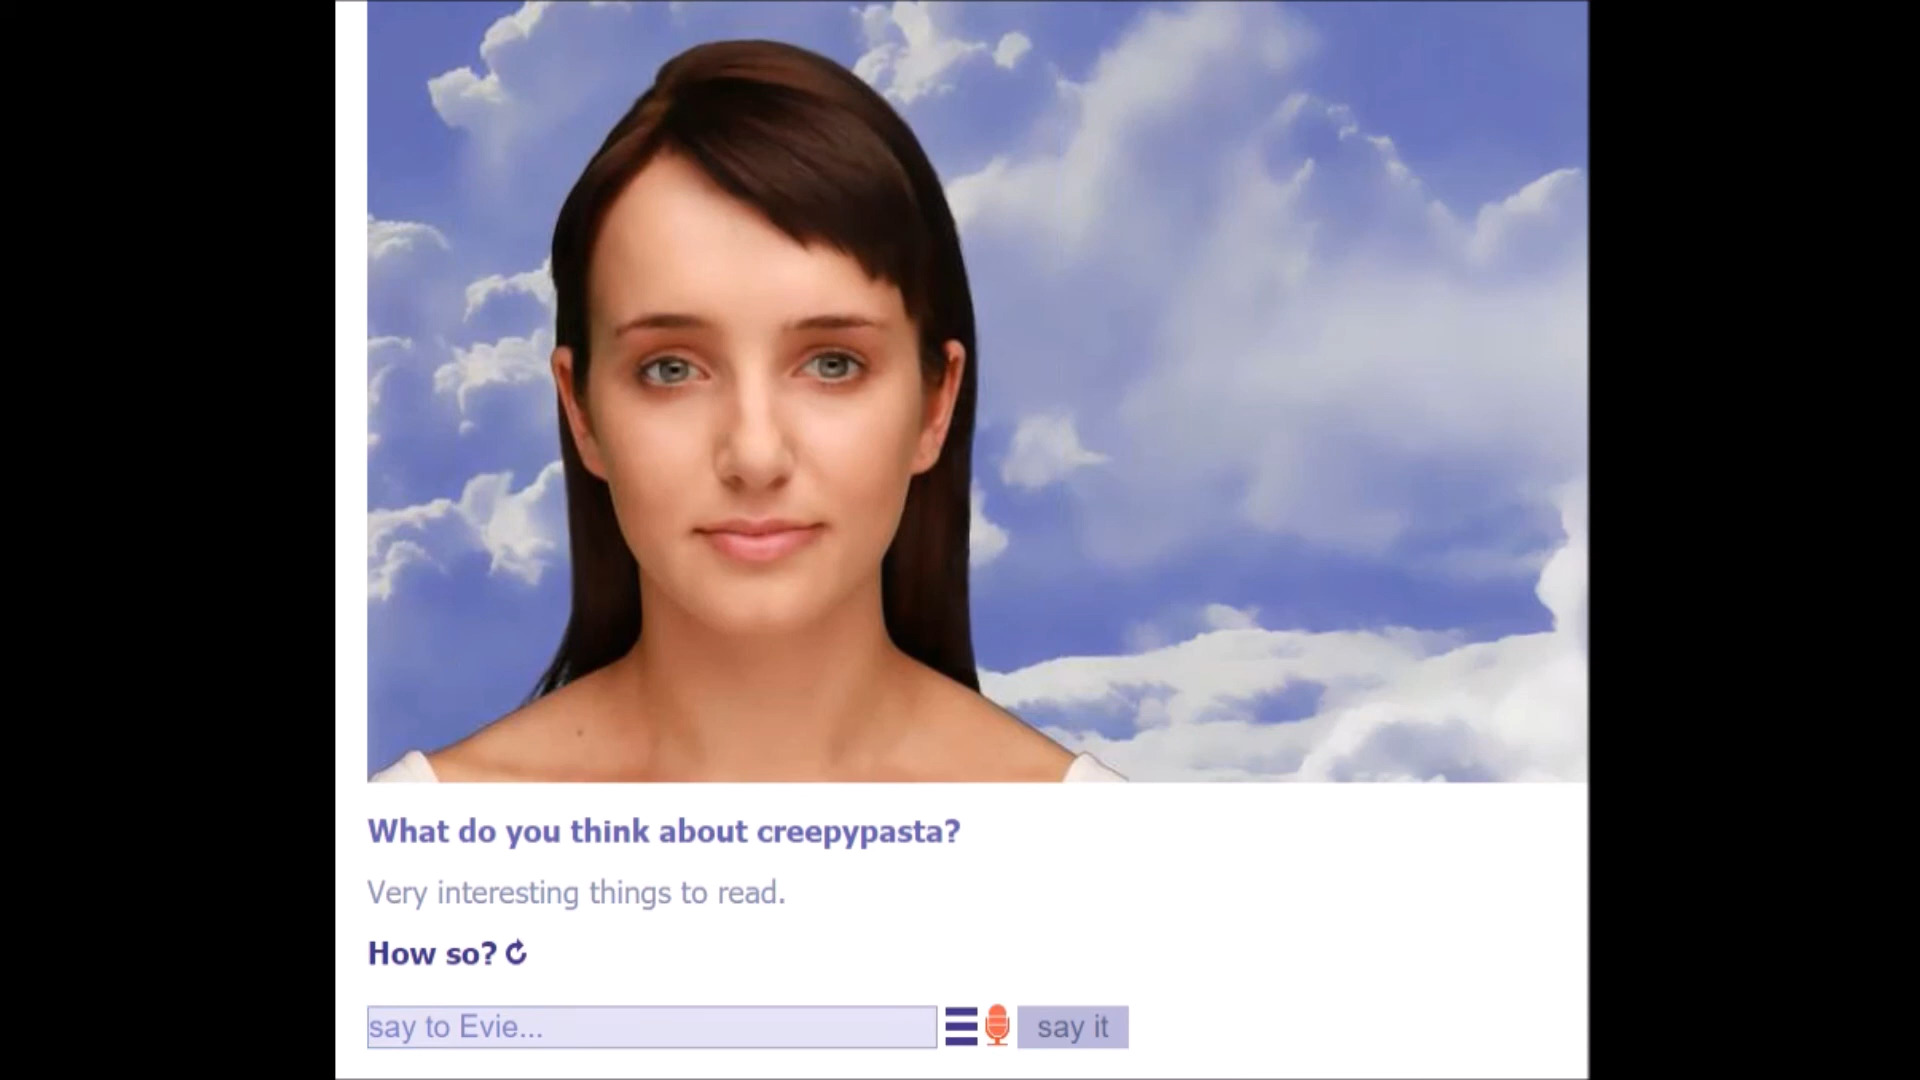 What do you think about creepypasta?
Very interesting things to read.
How so?
say to Evie...
say it